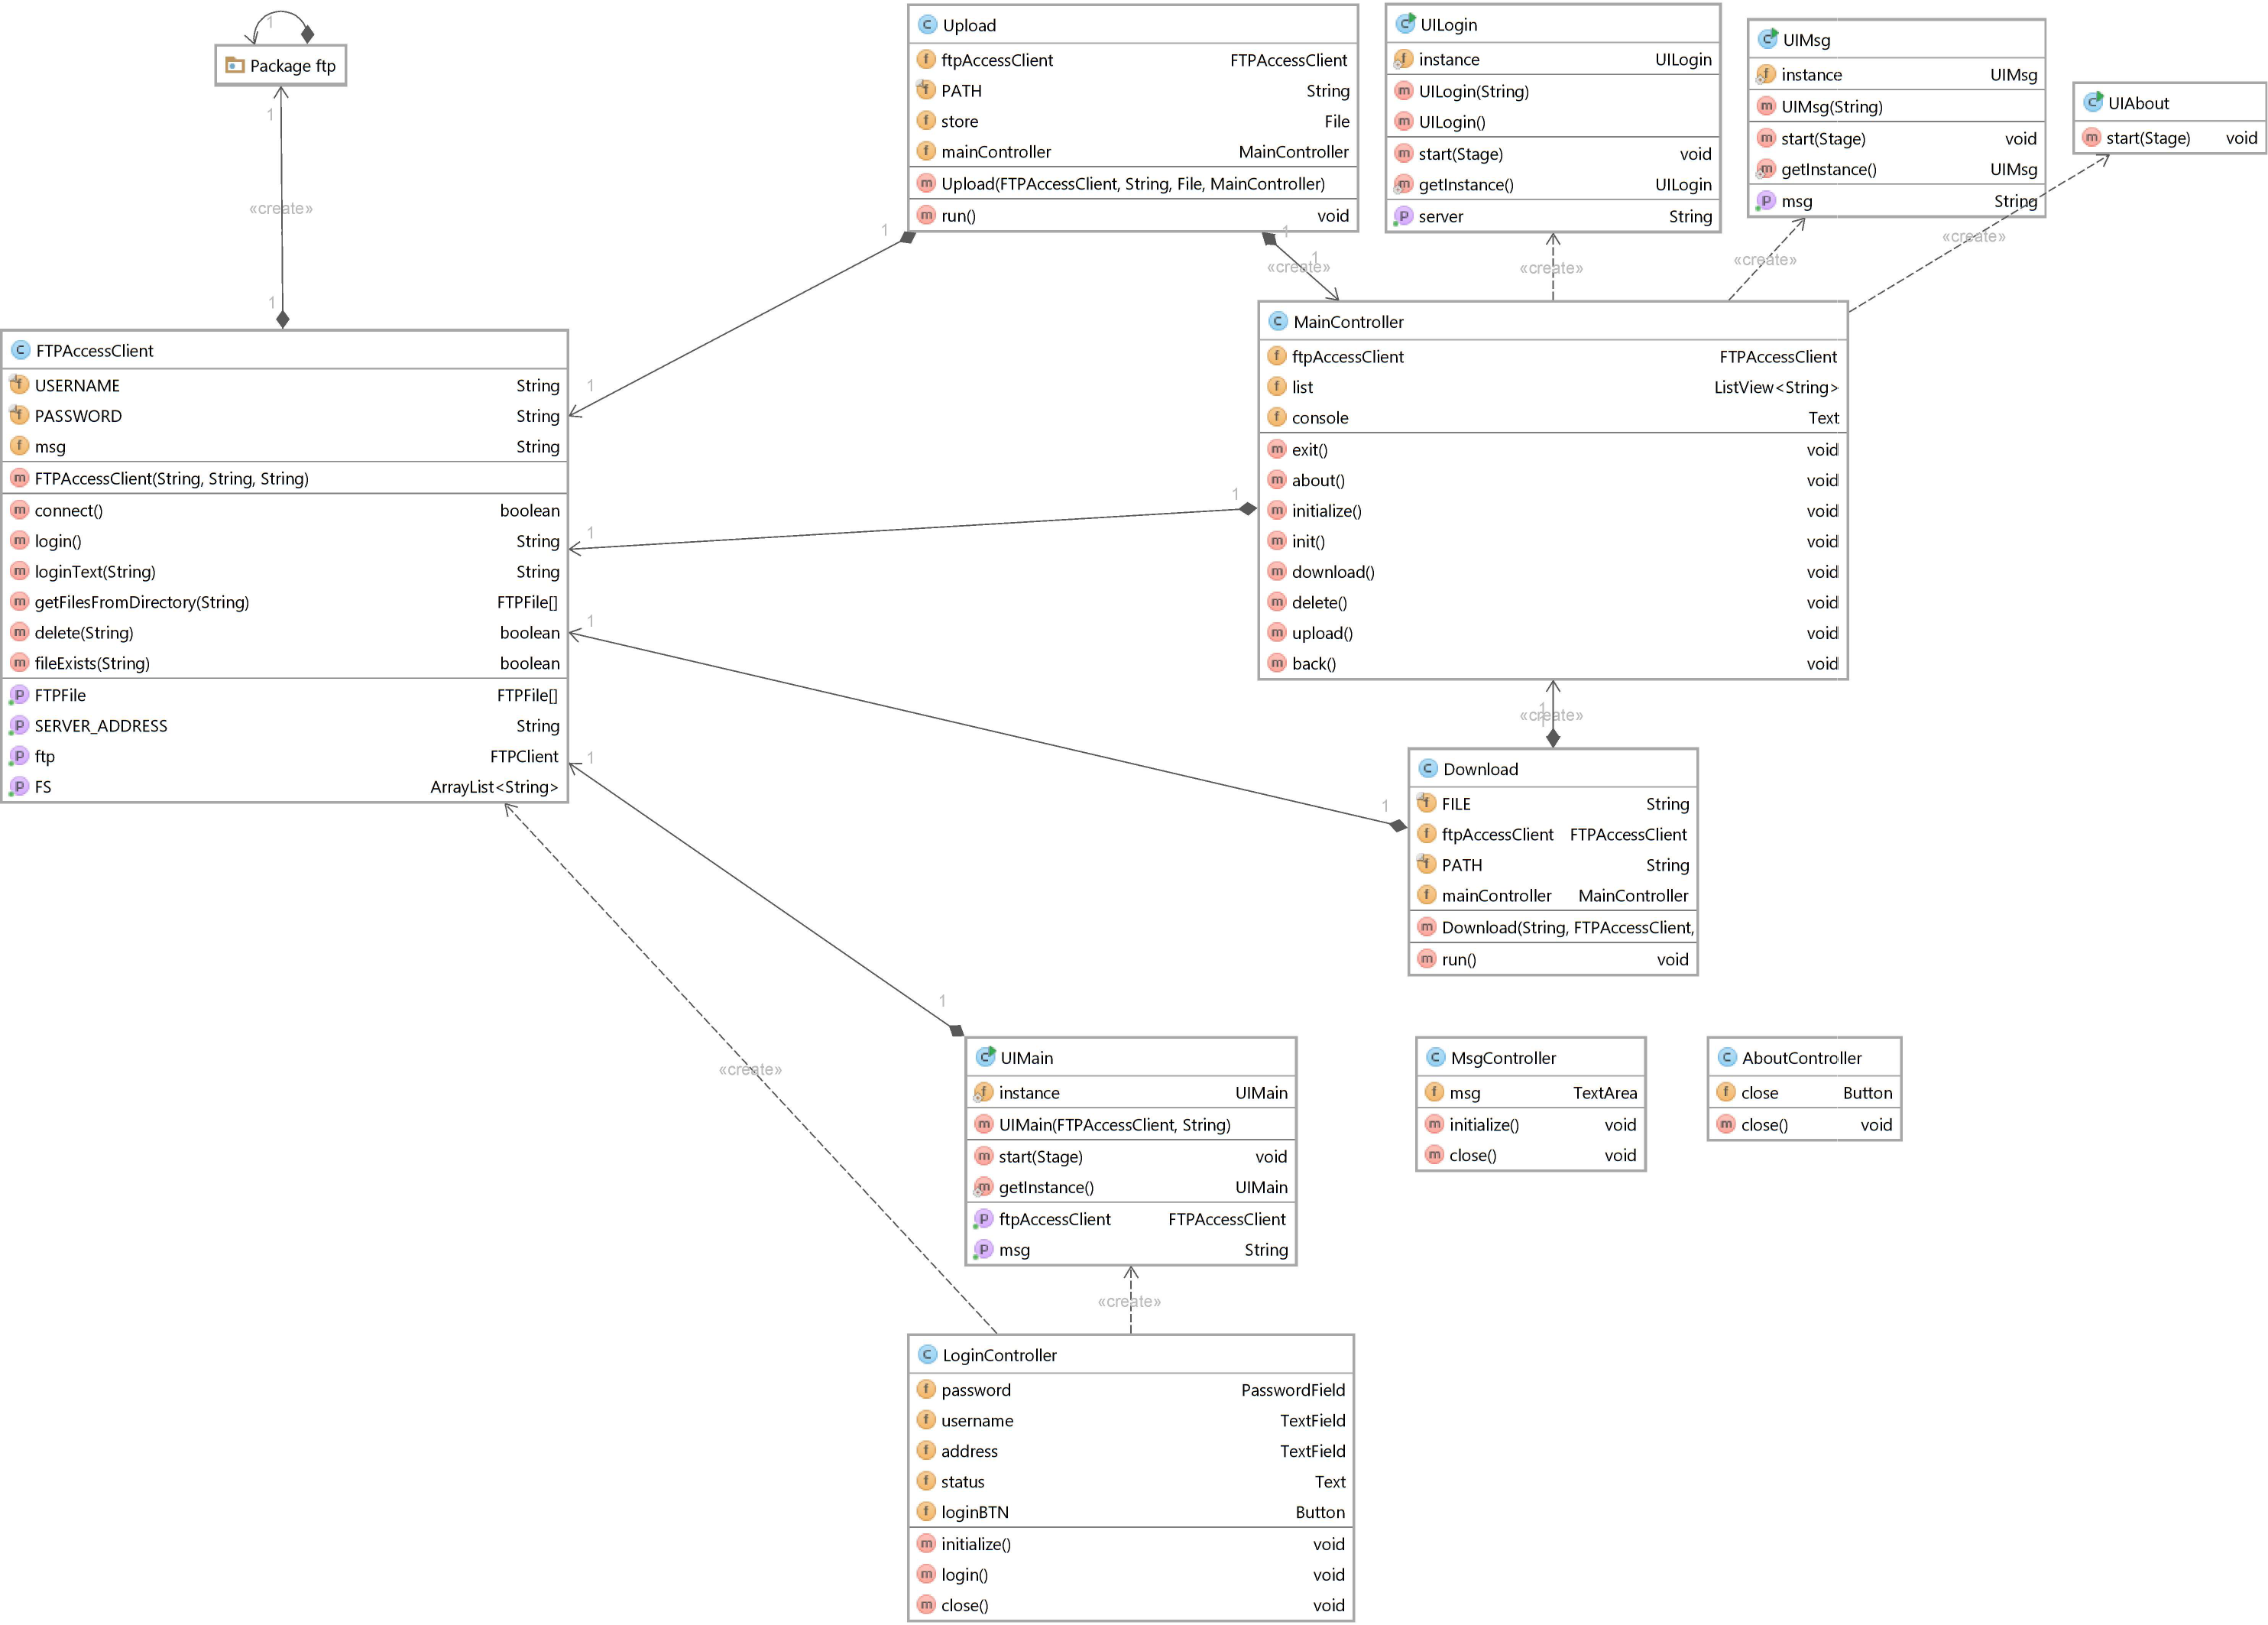 1
Package ftp
1
«create»
1
C FTPAccessClient
f USERNAME String
f PASSWORD String
f msg String
m FTPAccessClient(String, String, String)
m connect() boolean
m login() String
m loginText(String) String
m getFilesFromDirectory(String) FTPFile[]
m delete(String) boolean
m fileExists(String) boolean
P FTPFile FTPFile[]
P SERVER_ADDRESS String
P ftp FTPClient
P FS ArrayList<String>
C Upload
f ftpAccessClient FTPAccessClient
f PATH String
f store File
f mainController MainController
m Upload(FTPAccessClient, String, File, MainController)
m run() void
1
1
1
1
«create»
C UILogin
f instance UILogin
m UILogin(String)
m UILogin()
m start(Stage) void
m getInstance() UILogin
P server String
«create»
C UIMsg
f instance UIMsg
m UIMsg(String)
m start(Stage) void
m getInstance() UIMsg
P msg String
«create»
C UIAbout
m start(Stage) void
«create»
C MainController
f ftpAccessClient FTPAccessClient
f list ListView<String>
f console Text
m exit() void
m about() void
m initialize() void
m init() void
m download() void
m delete() void
m upload() void
m back() void
1
1
1
1
1
1
«create»
C Download
f FILE String
f ftpAccessClient FTPAccessClient
f PATH String
f mainController MainController
m Download(String, FTPAccessClient,
m run() void
1
1
C UIMain
f instance UIMain
m UIMain(FTPAccessClient, String)
m start(Stage) void
m getInstance() UIMain
P ftpAccessClient FTPAccessClient
P msg String
C MsgController
f msg TextArea
m initialize() void
m close() void
C AboutController
f close Button
m close() void
«create»
«create»
C LoginController
f password PasswordField
f username TextField
f address TextField
f status Text
f loginBTN Button
m initialize() void
m login() void
m close() void